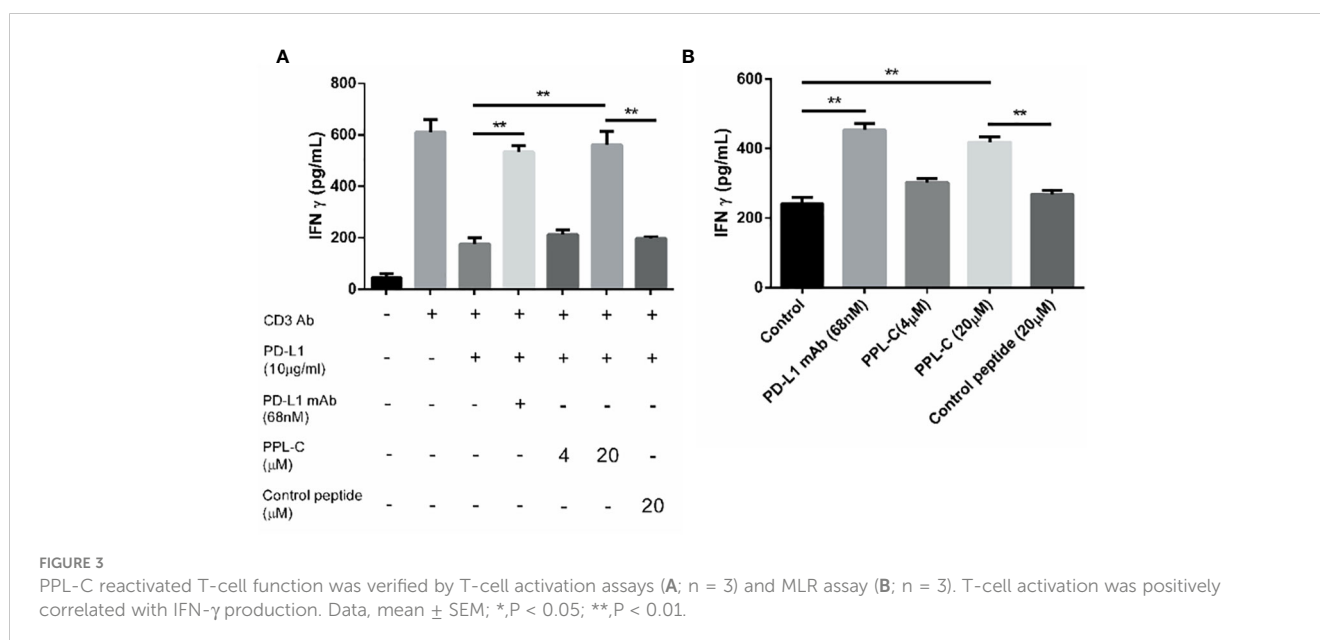 A
IFN γ (pg/mL)
800
600
400
200
0
**
**
**
CD3 Ab - + + + + + +
PD-L1
(10μg/ml) - - + + + + +
PD-L1 mAb
(68nM) - - - + - - -
PPL-C
(μM) - - - - 4 20 -
Control peptide
(μM) - - - - - - 20
B
IFN γ (pg/mL)
600
400
200
0
**
**
**
Control
PD-L1 mAb (68nM)
PPL-C(4μM)
PPL-C (20μM)
Control peptide (20μM)
FIGURE 3
PPL-C reactivated T-cell function was verified by T-cell activation assays (A; n = 3) and MLR assay (B; n = 3). T-cell activation was positively
correlated with IFN-γ production. Data, mean ± SEM; *,P < 0.05; **,P < 0.01.